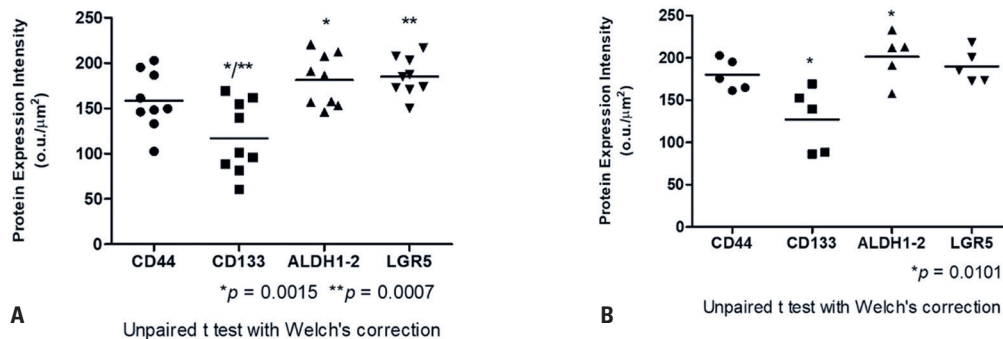 Protein Expression Intensity
(o.u./μm²)
250
200
150
100
50
0
*
**
*/**
CD44 CD133 ALDH1-2 LGR5
*p = 0.0015 **p = 0.0007
A
Unpaired t test with Welch's correction
Protein Expression Intensity
(o.u./μm²)
250
200
150
100
50
0
*
*
CD44 CD133 ALDH1-2 LGR5
*p = 0.0101
B
Unpaired t test with Welch's correction